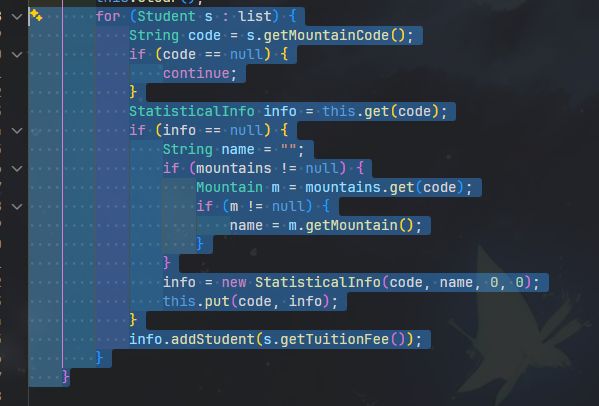 this.clear();
for (Student s : list) {
String code = s.getMountainCode();
if (code == null) {
continue;
}
StatisticalInfo info = this.get(code);
if (info == null) {
String name = "";
if (mountains != null) {
Mountain m = mountains.get(code);
if (m != null) {
name = m.getMountain();
}
}
info = new StatisticalInfo(code, name, 0, 0);
this.put(code, info);
}
info.addStudent(s.getTuitionFee());
}
}